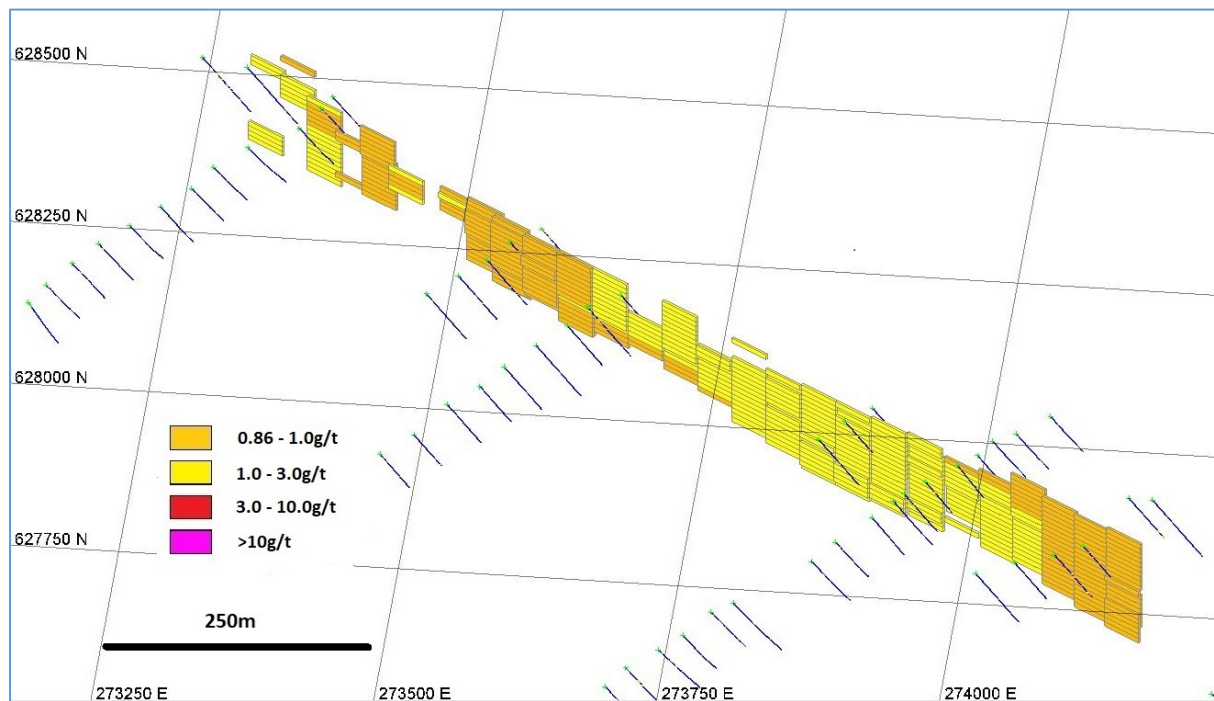 628500 N
628250 N
628000 N
0.86 - 1.0g/t
1.0 - 3.0g/t
3.0 - 10.0g/t
>10g/t
627750 N
250m
273250 E
273500 E
273750 E
274000 E